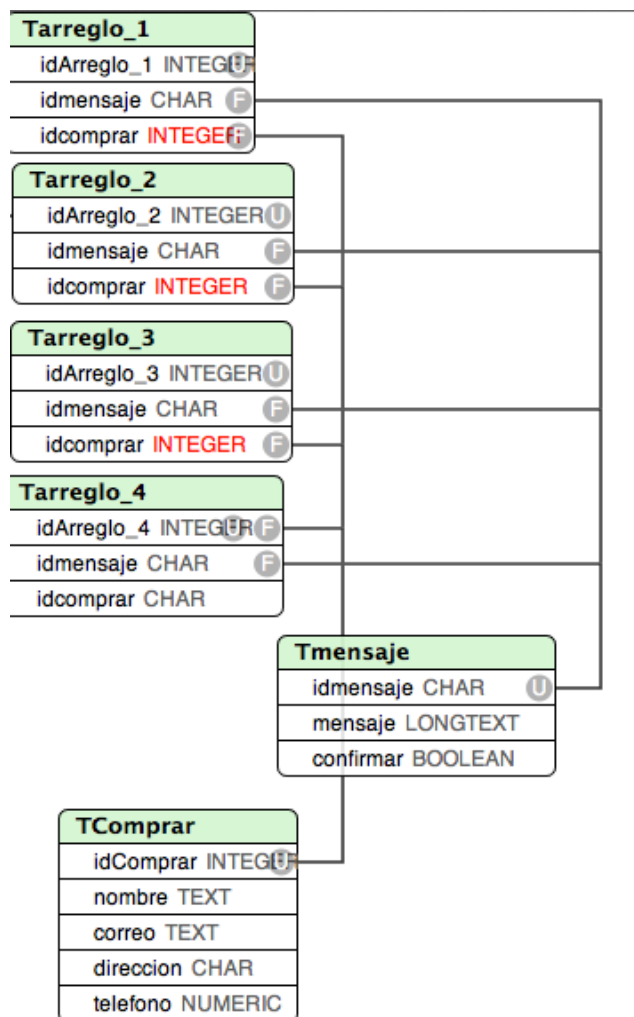 Tarreglo_1
idArreglo_1 INTEGER U
idmensaje CHAR F
idcomprar INTEGER F
Tarreglo_2
idArreglo_2 INTEGER U
idmensaje CHAR F
idcomprar INTEGER F
Tarreglo_3
idArreglo_3 INTEGER U
idmensaje CHAR F
idcomprar INTEGER F
Tarreglo_4
idArreglo_4 INTEGER U F
idmensaje CHAR F
idcomprar CHAR
Tmensaje
idmensaje CHAR U
mensaje LONGTEXT
confirmar BOOLEAN
TComprar
idComprar INTEGER U
nombre TEXT
correo TEXT
direccion CHAR
telefono NUMERIC